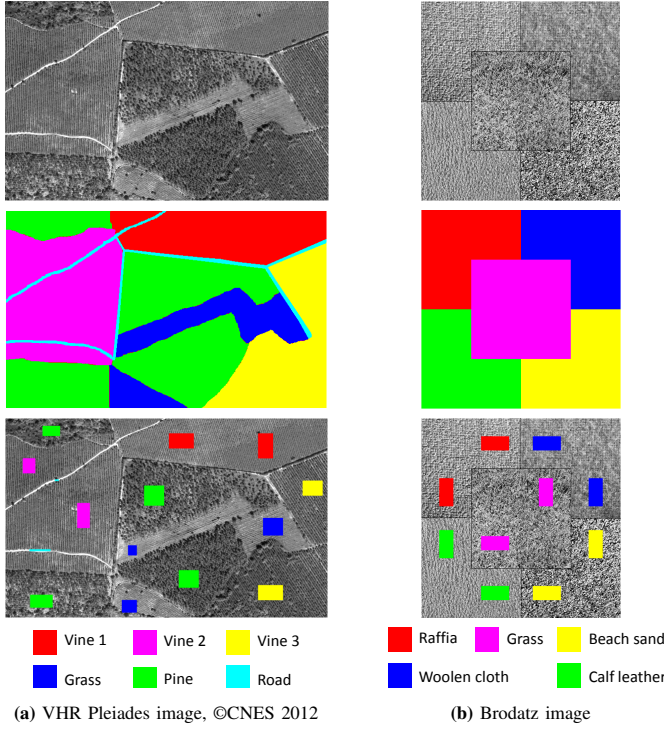 Vine 1 Vine 2 Vine 3
Grass Pine Road
(a) VHR Pleiades image, ©CNES 2012
Raffia Grass Beach sand
Woolen cloth Calf leather
(b) Brodatz image